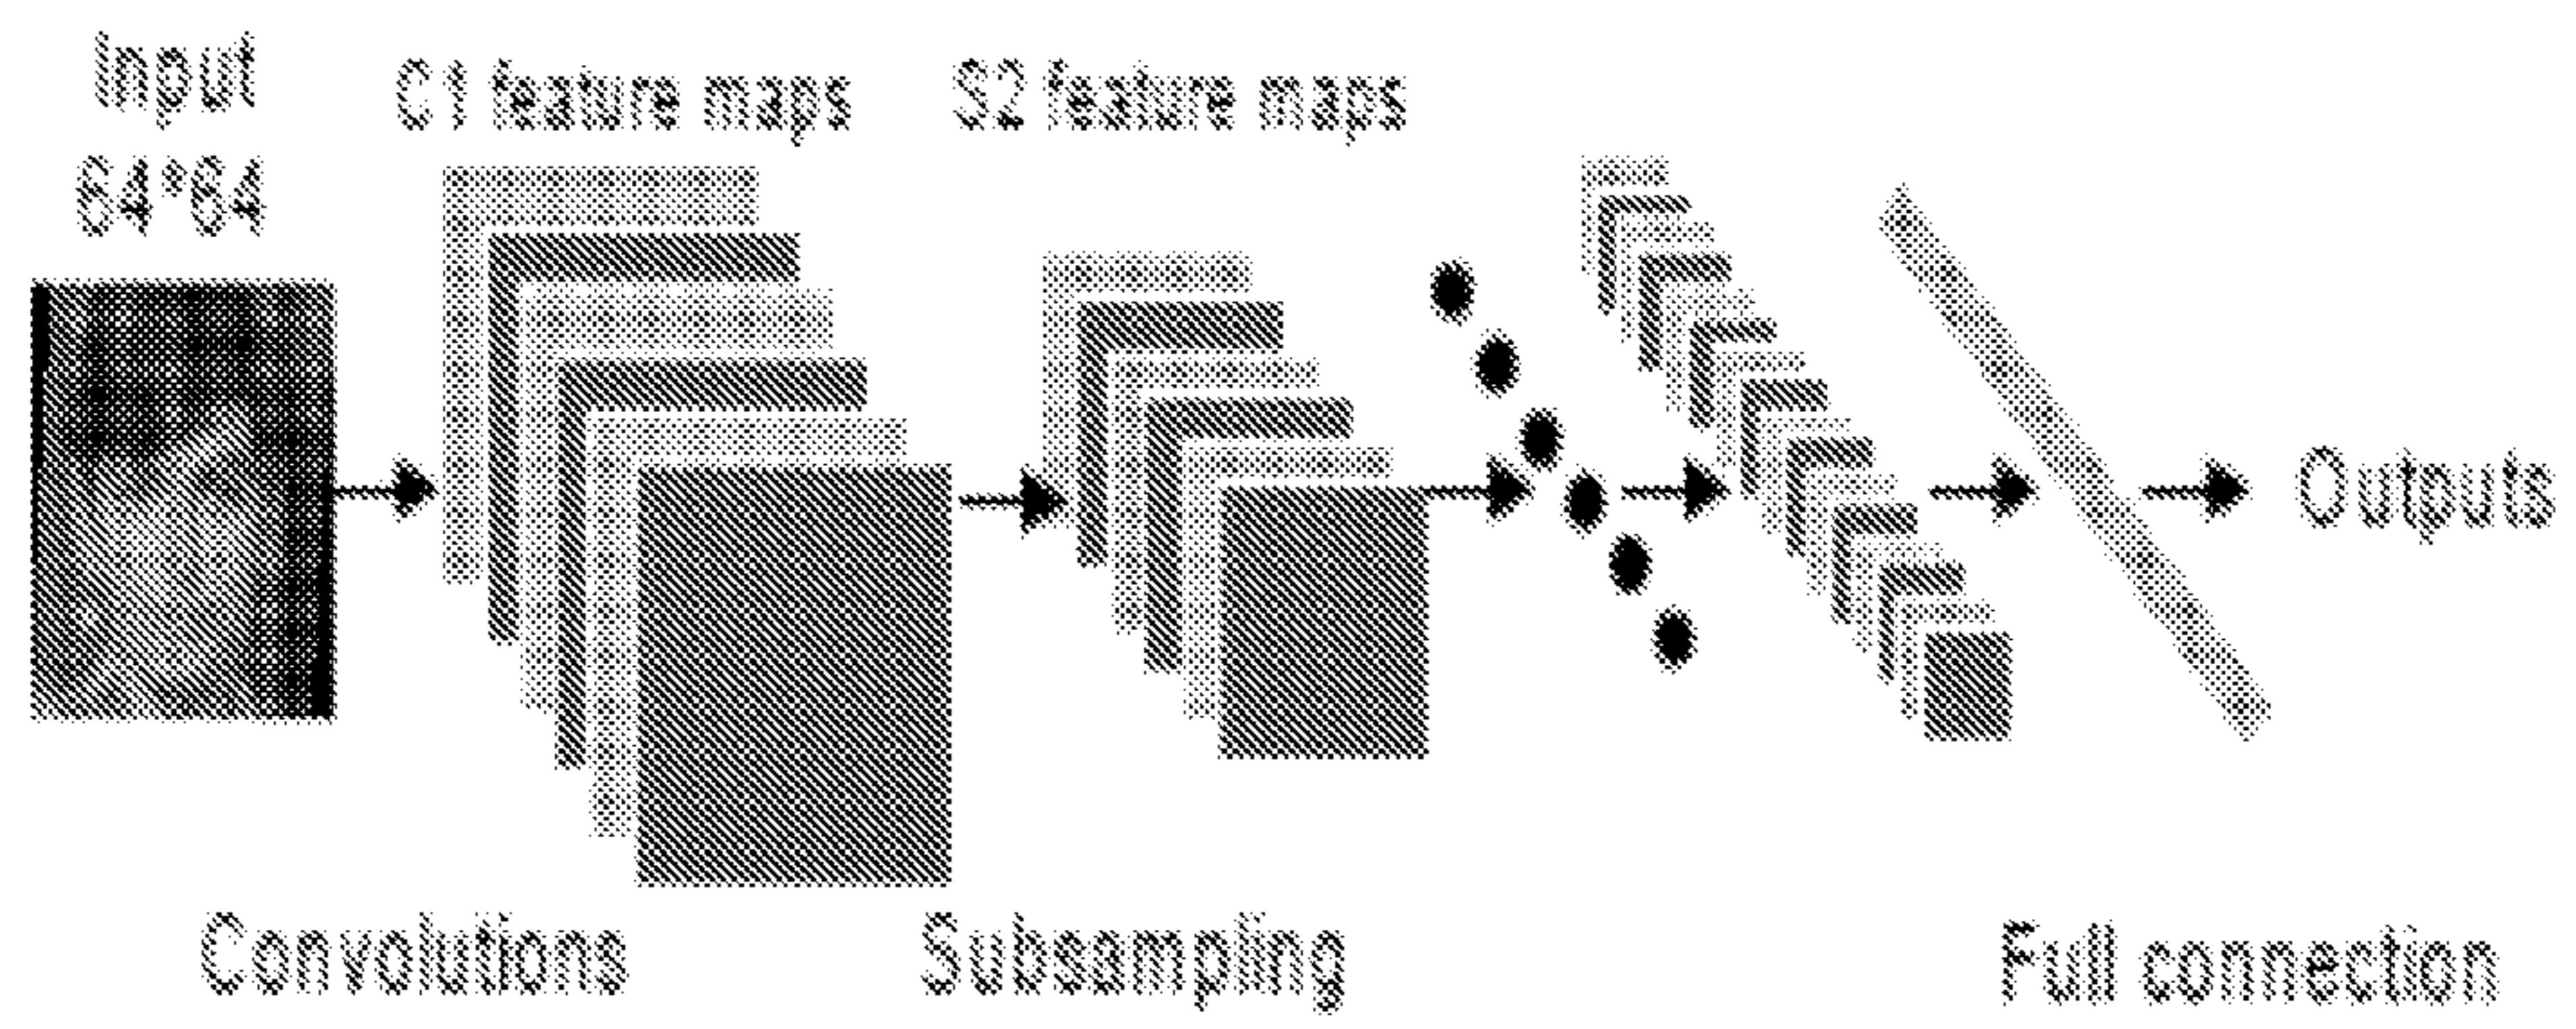 Input
64*64
C1 feature maps
S2 feature maps
Outputs
Convolutions
Subsampling
Full connection